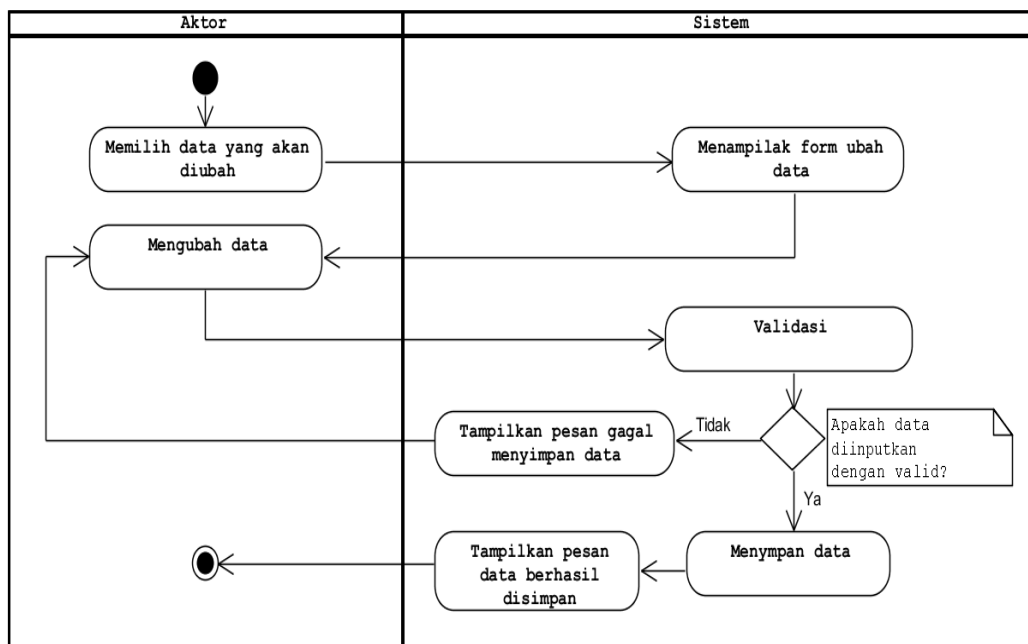 Aktor
Sistem
Memilih data yang akan
diubah
Menampilak form ubah
data
Mengubah data
Validasi
Tampilkan pesan gagal
menyimpan data
Tidak
Apakah data
diinputkan
dengan valid?
Ya
Tampilkan pesan
data berhasil
disimpan
Menympan data